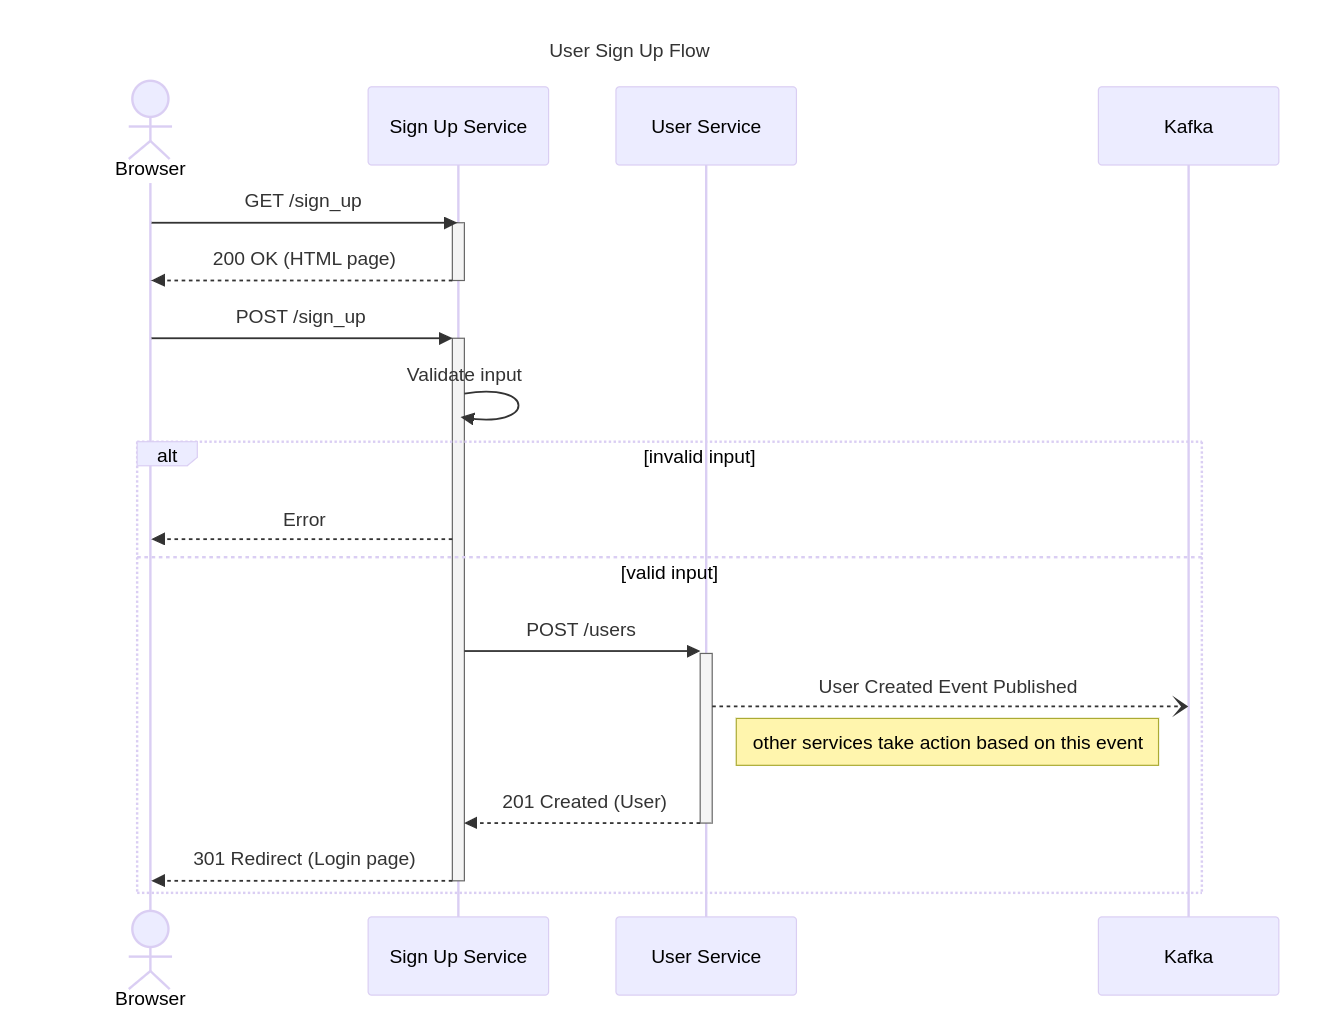 User Sign Up Flow
Browser
Sign Up Service
User Service
Kafka
GET /sign_up
200 OK (HTML page)
POST /sign_up
Validate input
alt
[invalid input]
Error
[valid input]
POST /users
User Created Event Published
other services take action based on this event
201 Created (User)
301 Redirect (Login page)
Browser
Sign Up Service
User Service
Kafka